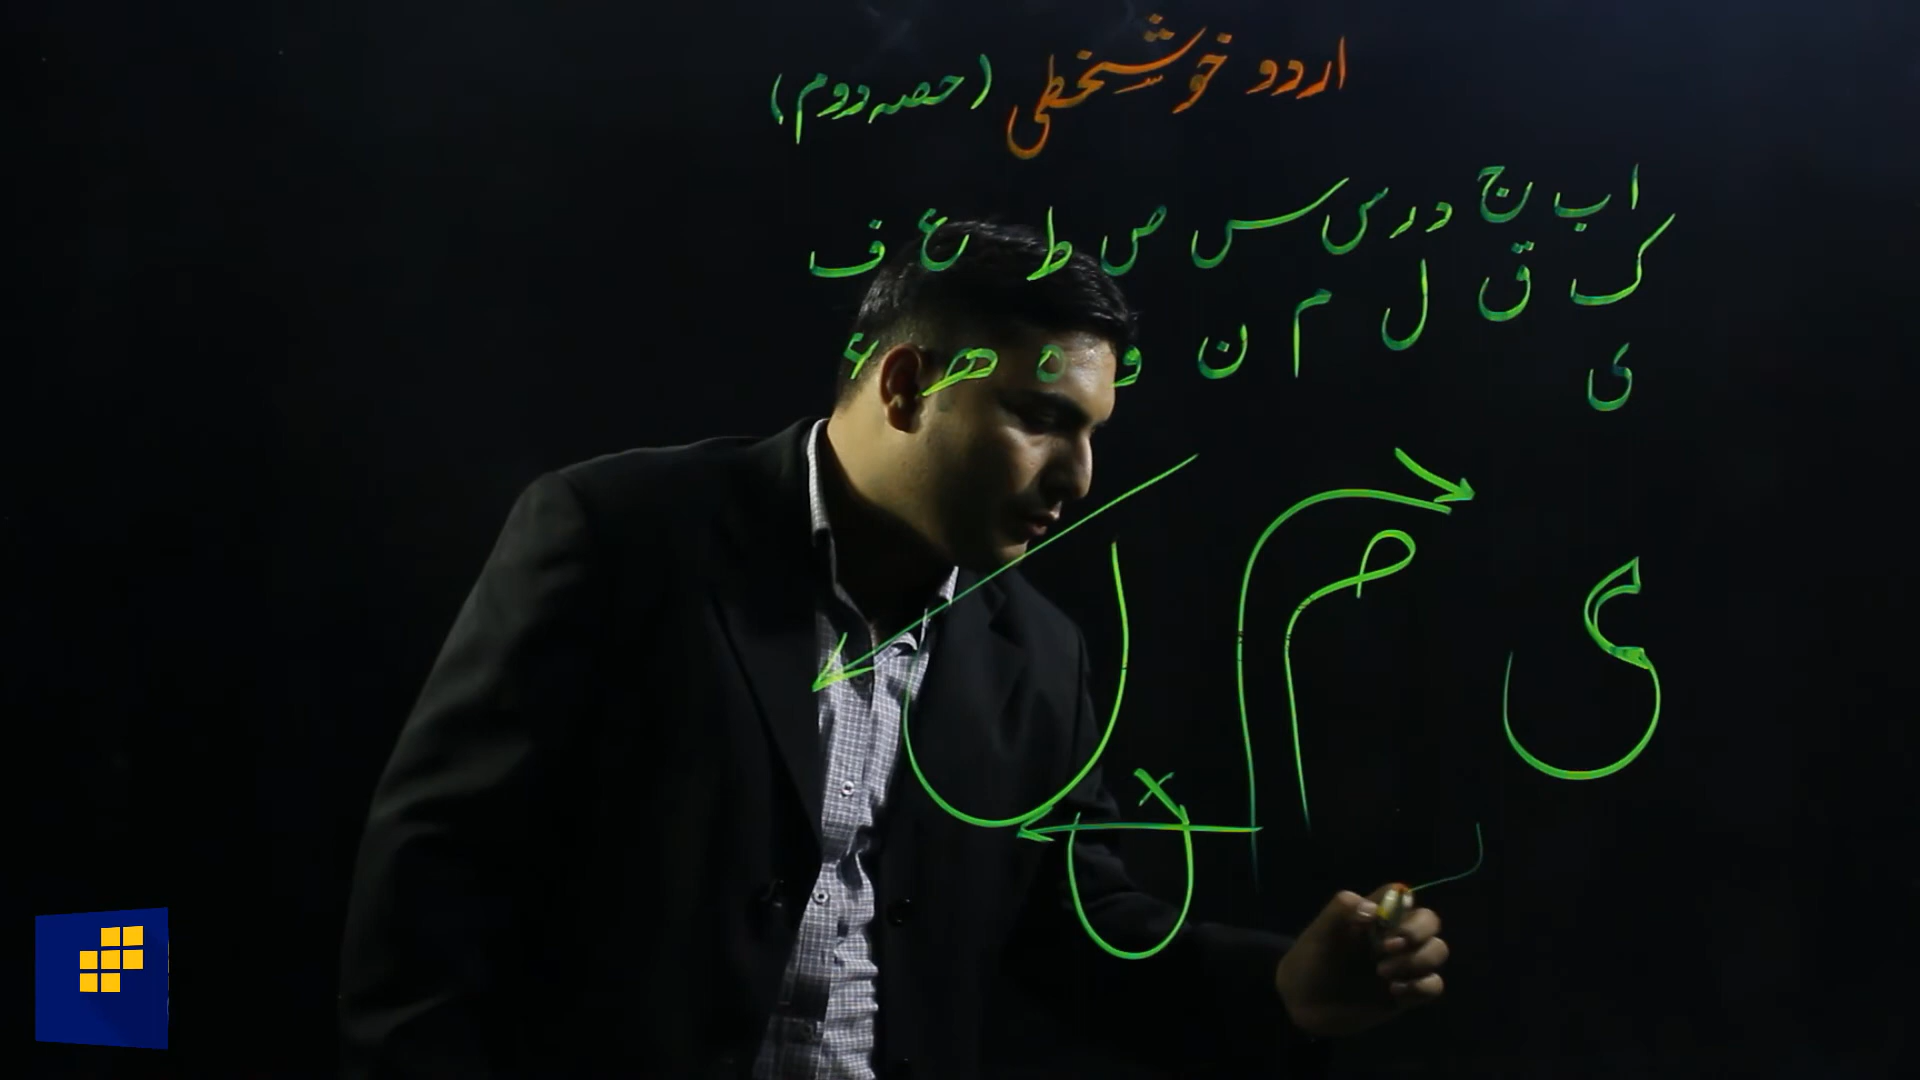 اردو خوشخطی (حصہ دوم)
ا ب ج د ر س س ص ط ع ف
ک ق ل م ن و ہ ھ ء
ی
ی م ل
ں